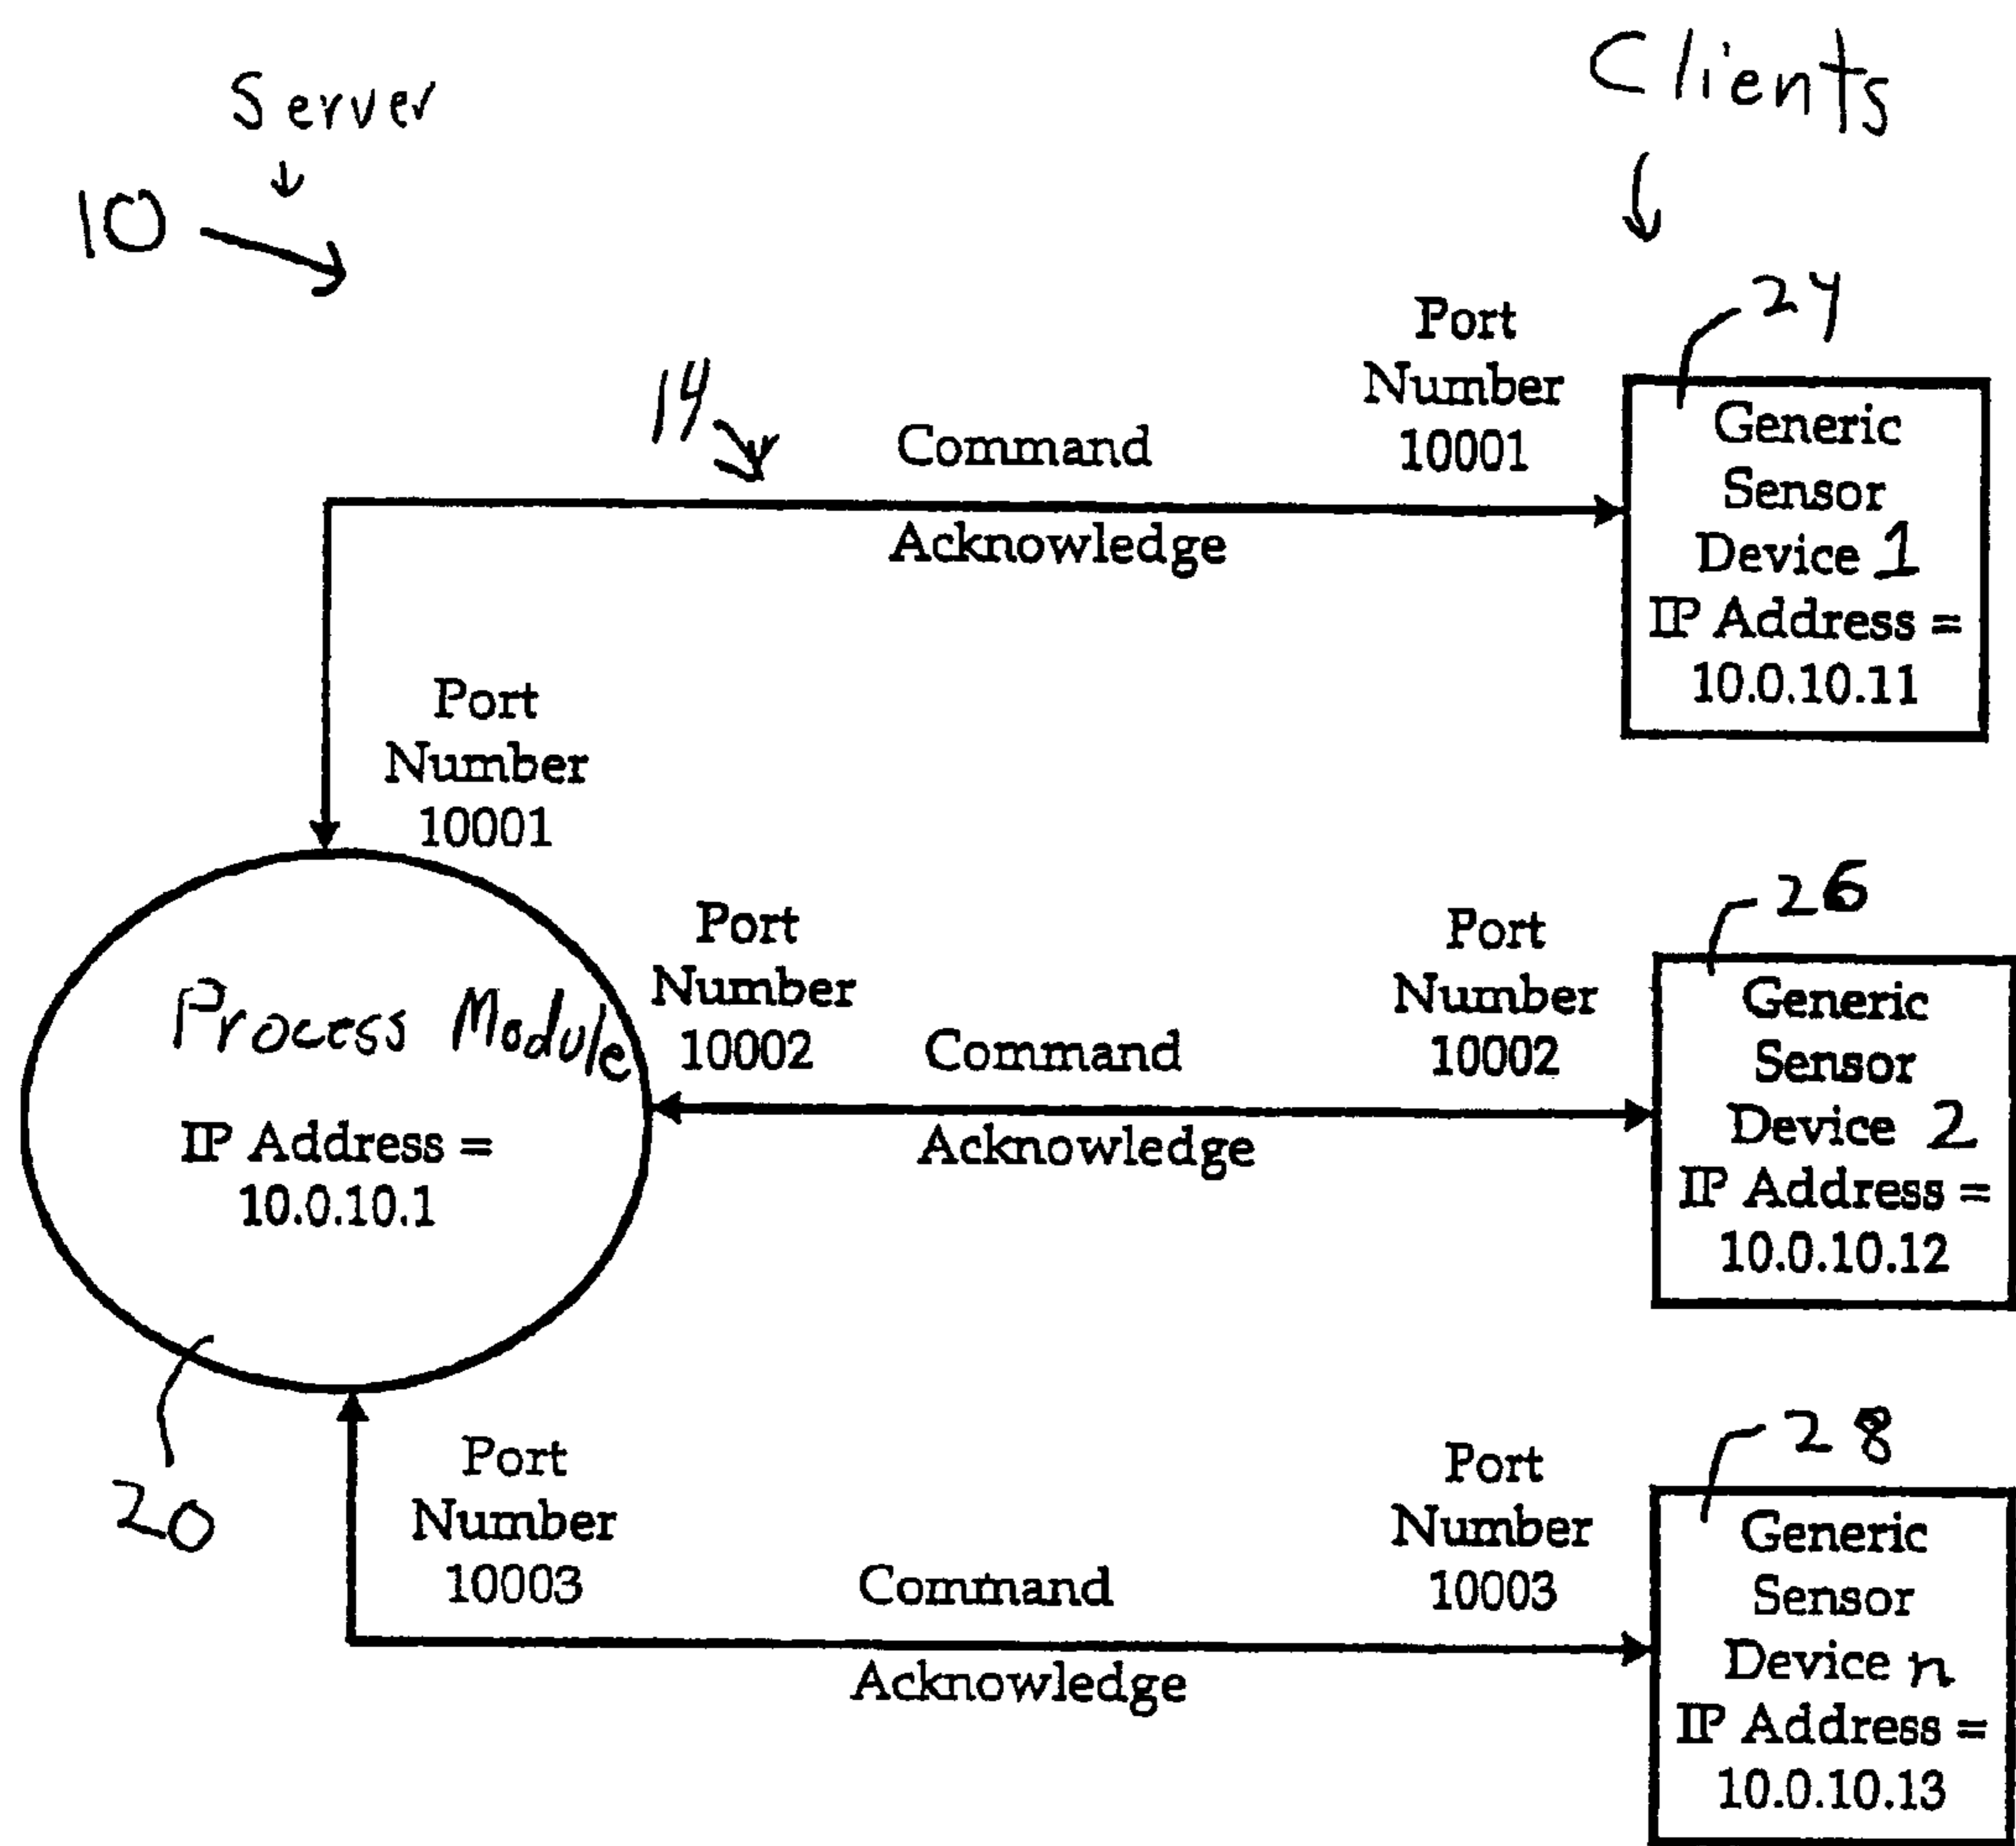 Server
Clients
10
24
14
Port
Number
10001
Command
Acknowledge
Generic
Sensor
Device 1
IP Address =
10.0.10.11
Port
Number
10001
26
Port
Number
10002
Port
Number
10002
Process Module
IP Address =
10.0.10.1
Command
Acknowledge
Generic
Sensor
Device 2
IP Address =
10.0.10.12
28
20
Port
Number
10003
Port
Number
10003
Command
Acknowledge
Generic
Sensor
Device n
IP Address =
10.0.10.13